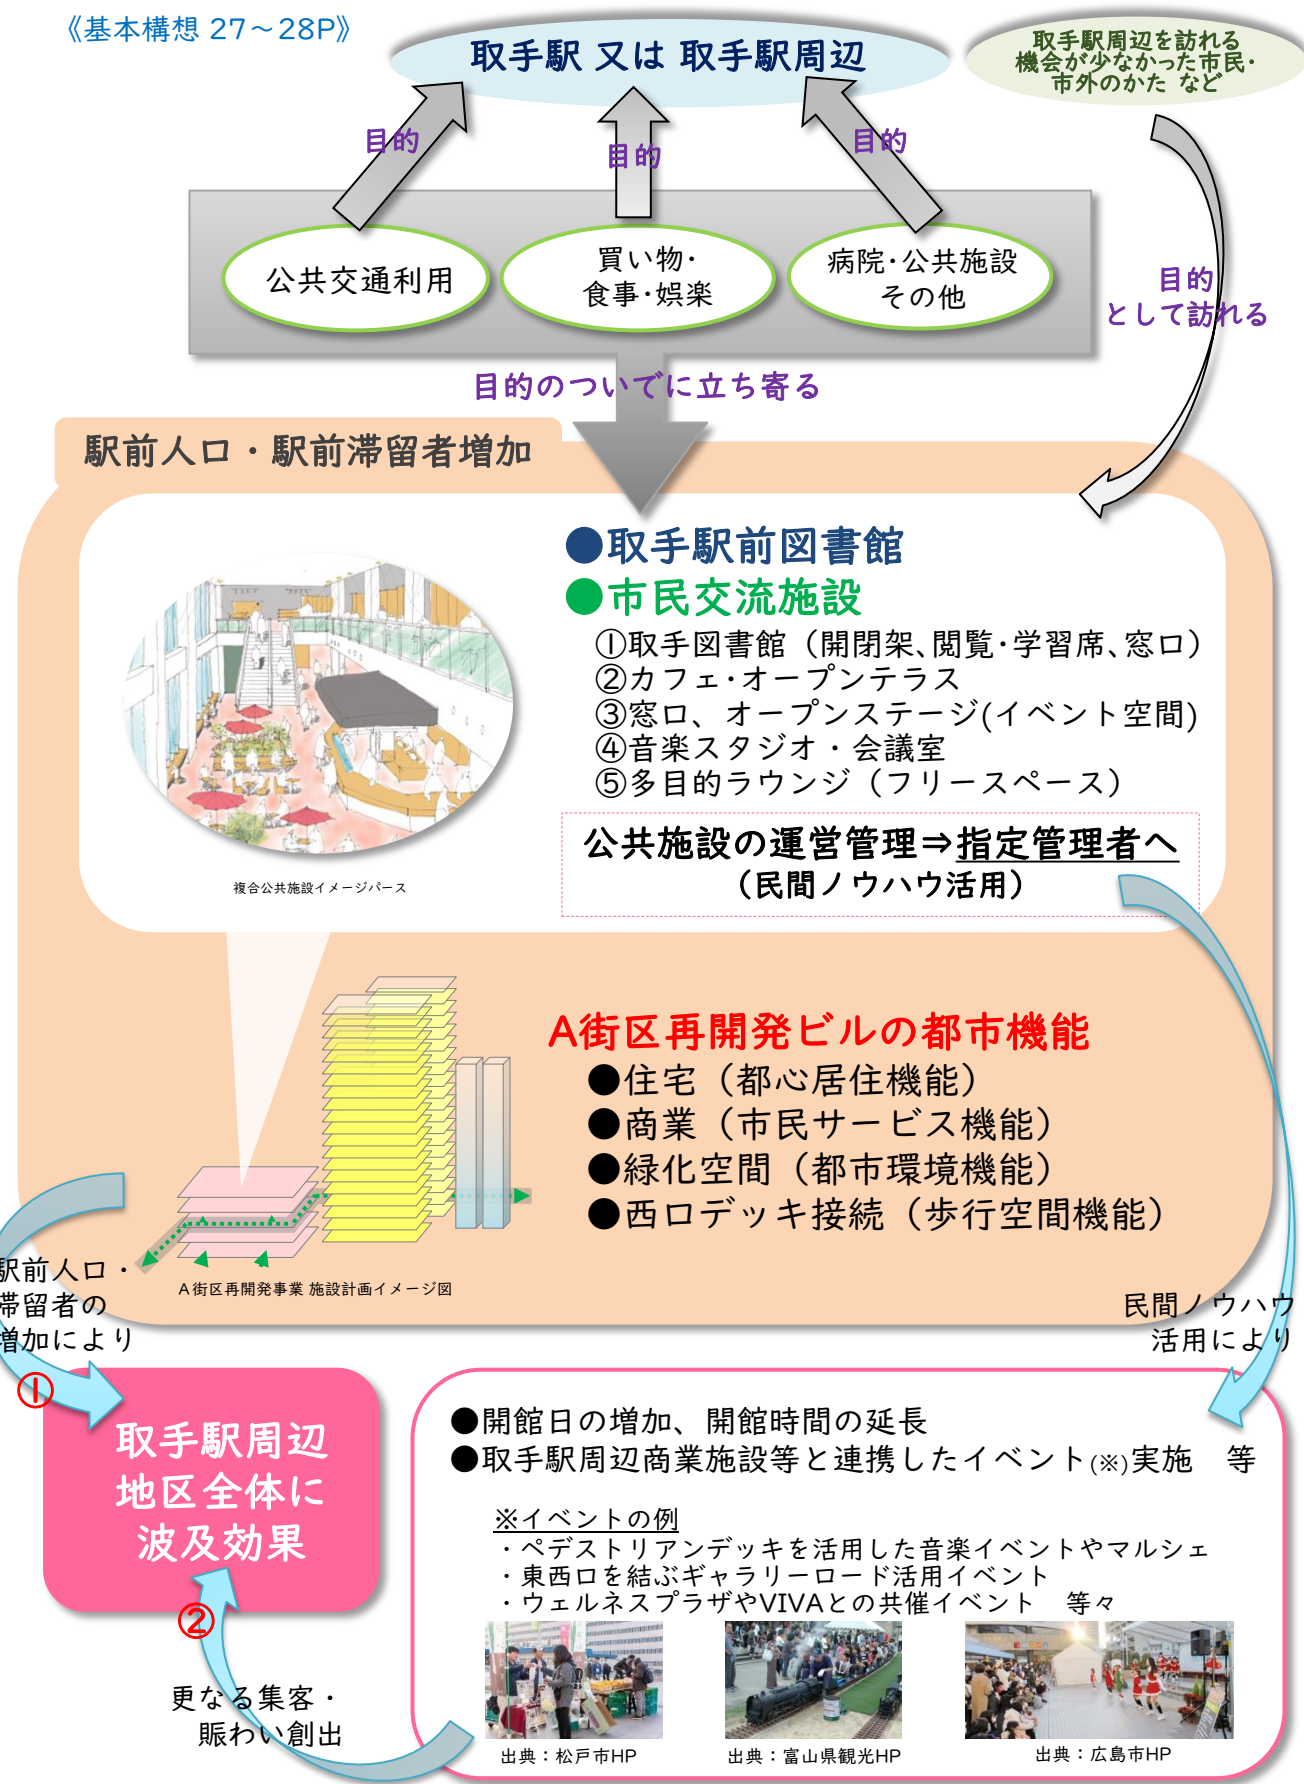 《基本構想 27～28P》
取手駅 又は 取手駅周辺
取手駅周辺を訪れる
機会が少なかった市民・
市外のかた など
目的
目的
目的
公共交通利用
買い物・
食事・娯楽
病院・公共施設
その他
目的
として訪れる
目的のついでに立ち寄る
駅前人口・駅前滞留者増加
●取手駅前図書館
●市民交流施設
①取手図書館（開閉架、閲覧・学習席、窓口）
②カフェ・オープンテラス
③窓口、オープンステージ(イベント空間)
④音楽スタジオ・会議室
⑤多目的ラウンジ（フリースペース）
公共施設の運営管理⇒指定管理者へ
（民間ノウハウ活用）
複合公共施設イメージパース
A街区再開発ビルの都市機能
●住宅（都心居住機能）
●商業（市民サービス機能）
●緑化空間（都市環境機能）
●西口デッキ接続（歩行空間機能）
A街区再開発事業 施設計画イメージ図
駅前人口・
滞留者の
増加により
民間ノウハウ
活用により
①
取手駅周辺
地区全体に
波及効果
②
更なる集客・
賑わい創出
●開館日の増加、開館時間の延長
●取手駅周辺商業施設等と連携したイベント(※)実施　等
※イベントの例
・ペデストリアンデッキを活用した音楽イベントやマルシェ
・東西口を結ぶギャラリーロード活用イベント
・ウェルネスプラザやVIVAとの共催イベント　等々
出典：松戸市HP
出典：富山県観光HP
出典：広島市HP